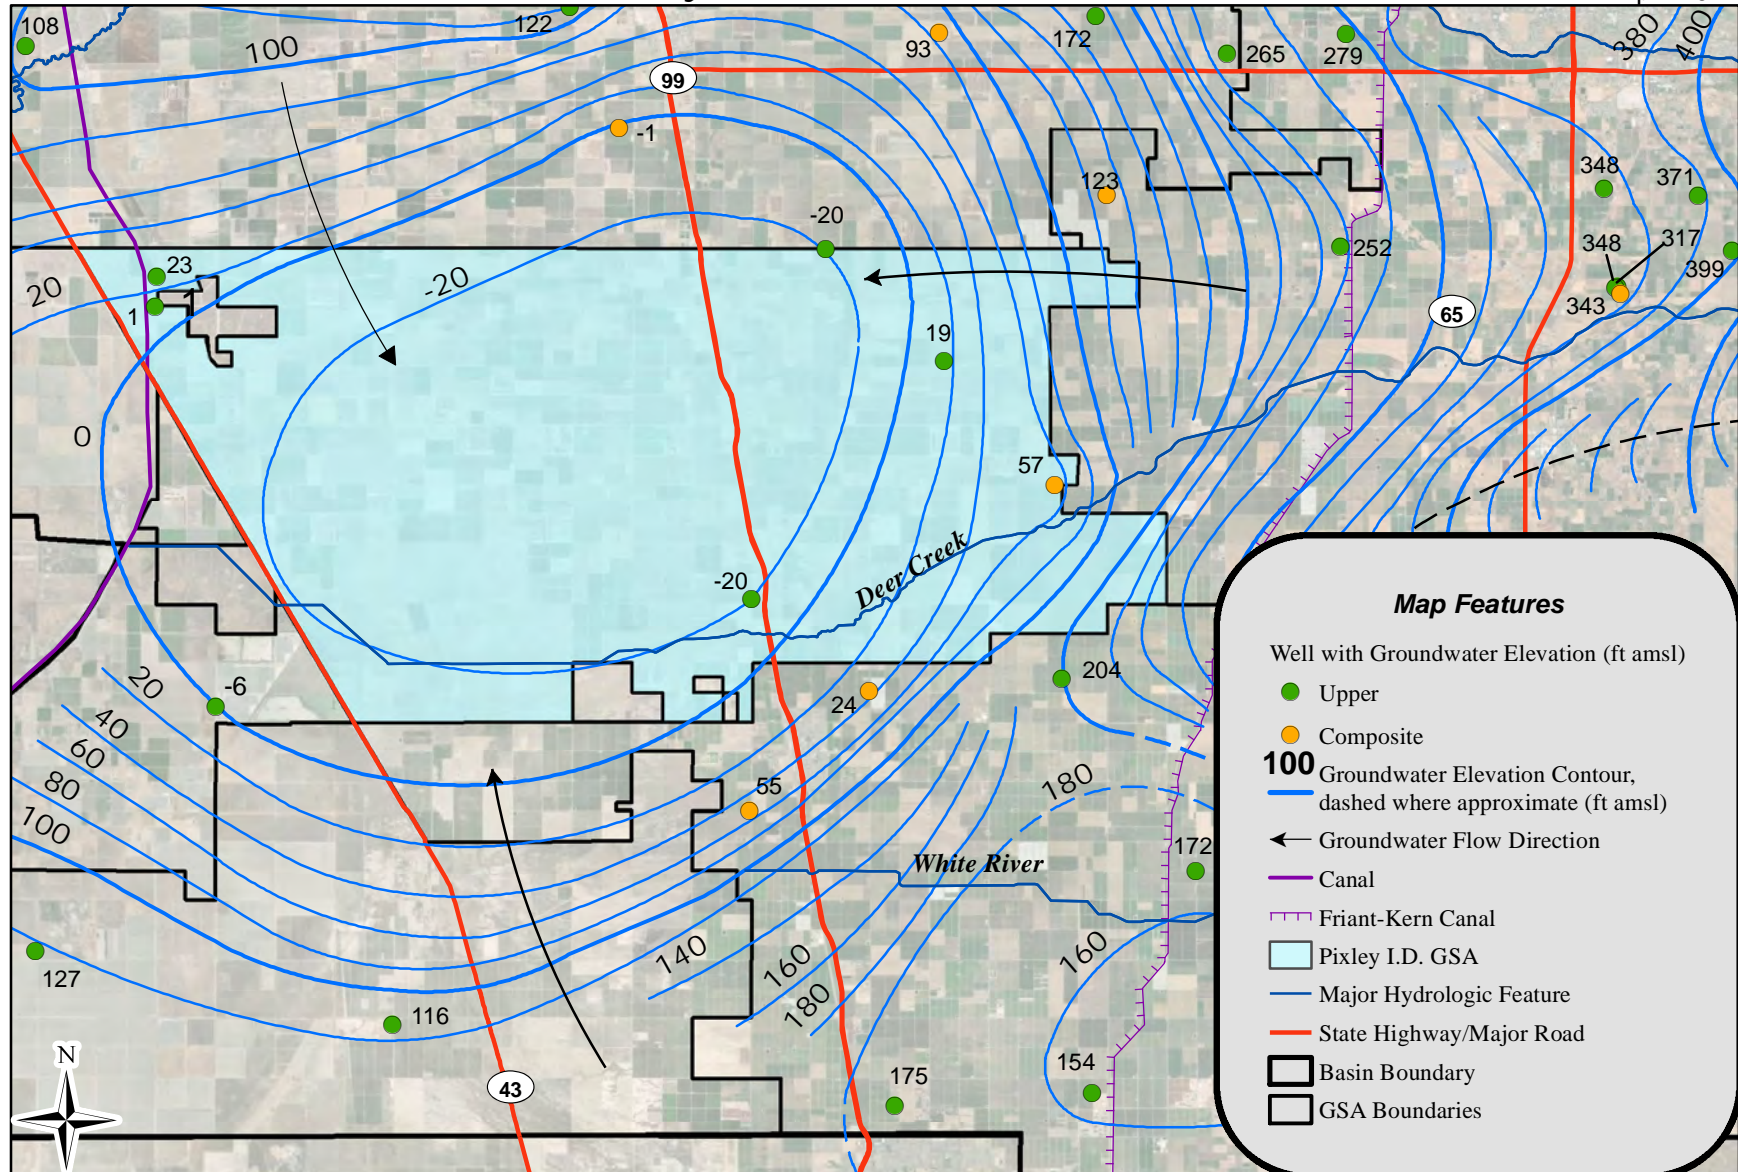 108
122
93
172
265
279
380
400
100
99
-1
123
348
371
-20
252
348
317
399
343
23
20
1
1
-20
65
19
0
57
Deer Creek
-20
-6
20
40
60
80
100
24
204
55
180
172
White River
127
116
140
160
180
160
175
154
43
N
Map Features
Well with Groundwater Elevation (ft amsl)
Upper
Composite
100 Groundwater Elevation Contour,
dashed where approximate (ft amsl)
Groundwater Flow Direction
Canal
Friant-Kern Canal
Pixley I.D. GSA
Major Hydrologic Feature
State Highway/Major Road
Basin Boundary
GSA Boundaries